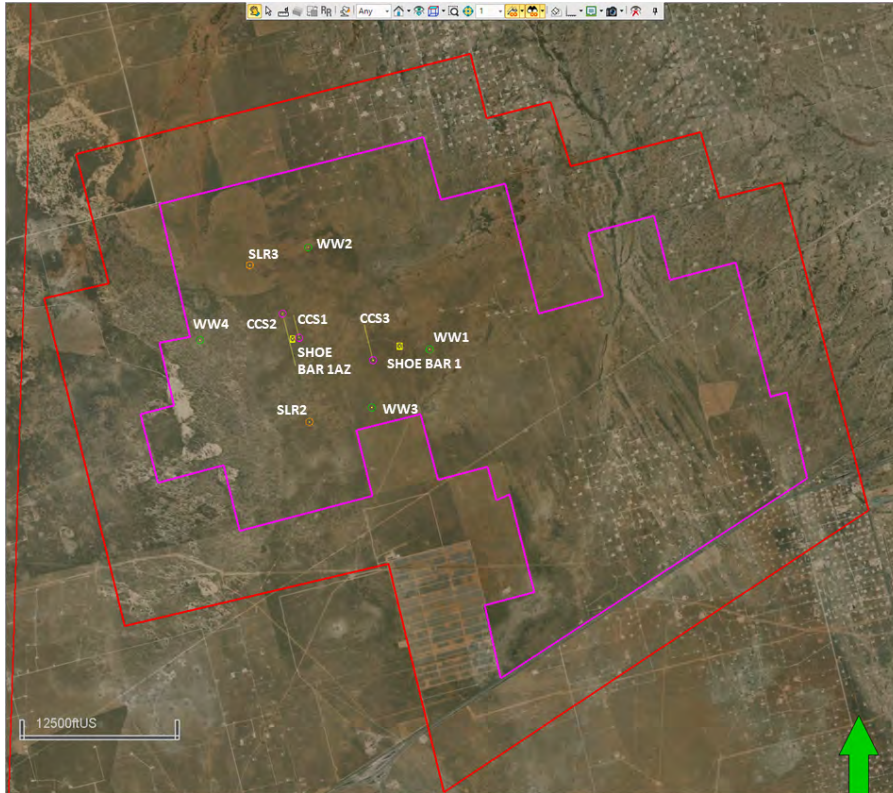 Any
1
WW2
SLR3
CCS2
CCS1
CCS3
WW4
WW1
SHOE
BAR 1AZ
SHOE BAR 1
SLR2
WW3
12500ftUS